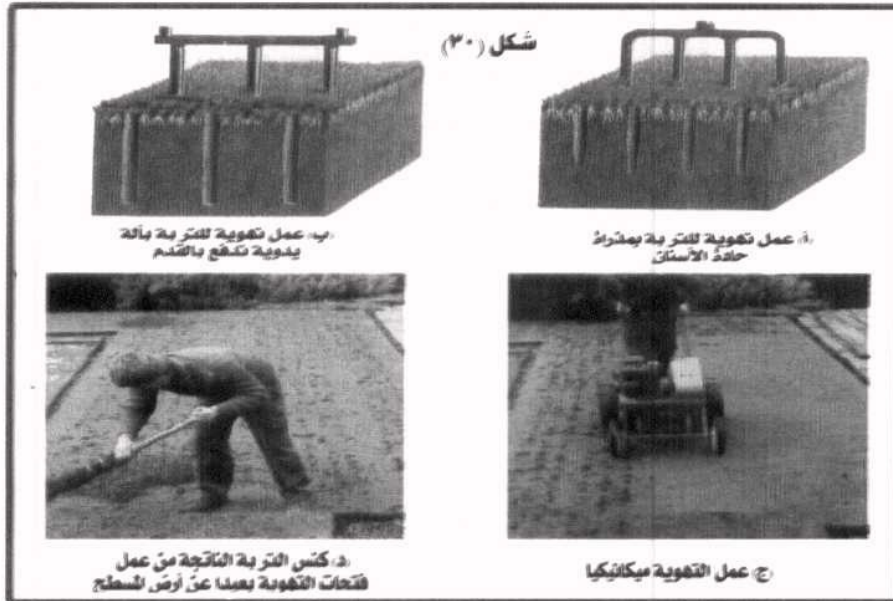 شكل (٣٠)
(أ) عمل تهوية للتربة بمذراة
حادة الأسنان
(ب) عمل تهوية للتربة بآلة
يدوية تدفع بالقدم
(ج) عمل التهوية ميكانيكيا
(د) كنس التربة الناتجة من عمل
فتحات التهوية بعيدا عن أرض المسطح